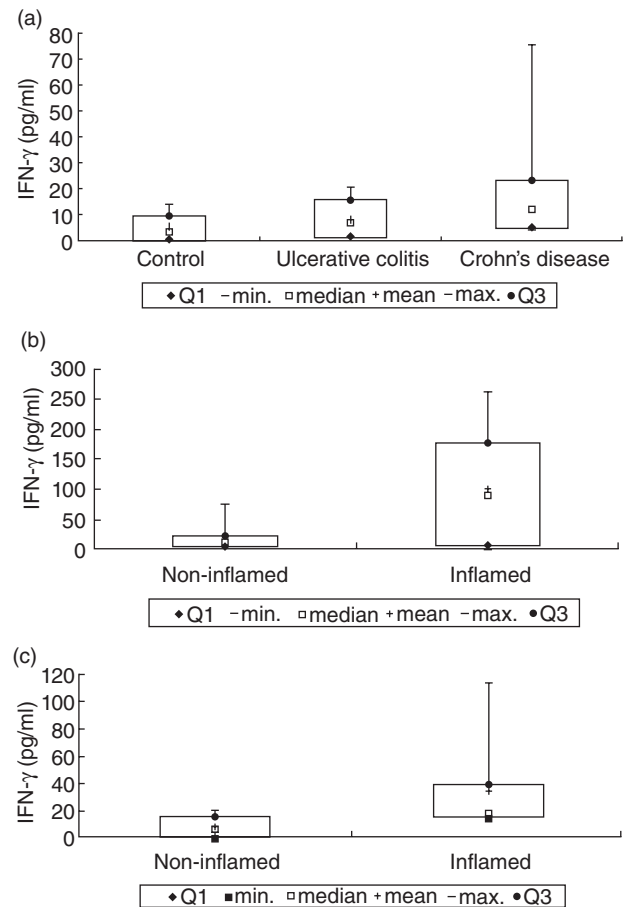 (a)
IFN-γ (pg/ml)
80
70
60
50
40
30
20
10
0
Control Ulcerative colitis Crohn's disease
◆ Q1 – min. □ median + mean – max. ● Q3
(b)
IFN-γ (pg/ml)
300
250
200
150
100
50
0
Non-inflamed Inflamed
◆ Q1 – min. □ median + mean – max. ● Q3
(c)
IFN-γ (pg/ml)
120
100
80
60
40
20
0
Non-inflamed Inflamed
◆ Q1 ■ min. □ median + mean – max. ● Q3